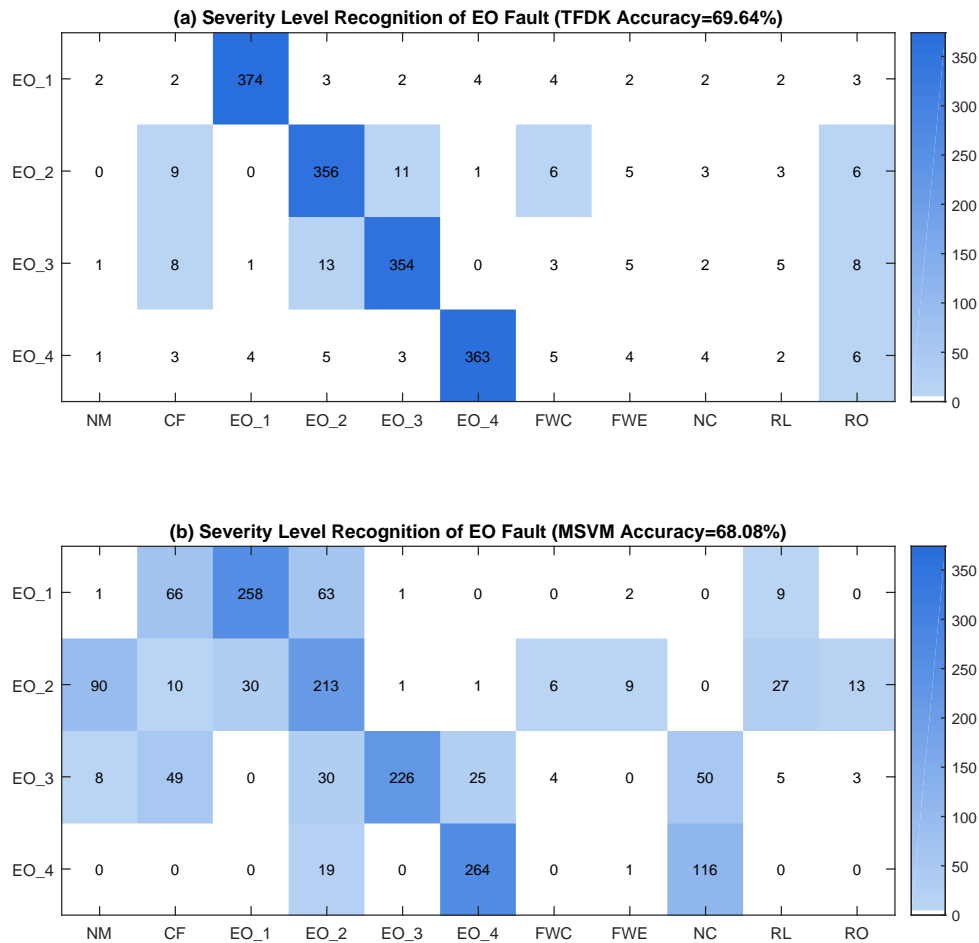 (a) Severity Level Recognition of EO Fault (TFDK Accuracy=69.64%)
EO_1 2 2 374 3 2 4 4 2 2 2 3
EO_2 0 9 0 356 11 1 6 5 3 3 6
EO_3 1 8 1 13 354 0 3 5 2 5 8
EO_4 1 3 4 5 3 363 5 4 4 2 6
NM CF EO_1 EO_2 EO_3 EO_4 FWC FWE NC RL RO
350
300
250
200
150
100
50
0
(b) Severity Level Recognition of EO Fault (MSVM Accuracy=68.08%)
EO_1 1 66 258 63 1 0 0 2 0 9 0
EO_2 90 10 30 213 1 1 6 9 0 27 13
EO_3 8 49 0 30 226 25 4 0 50 5 3
EO_4 0 0 0 19 0 264 0 1 116 0 0
NM CF EO_1 EO_2 EO_3 EO_4 FWC FWE NC RL RO
350
300
250
200
150
100
50
0